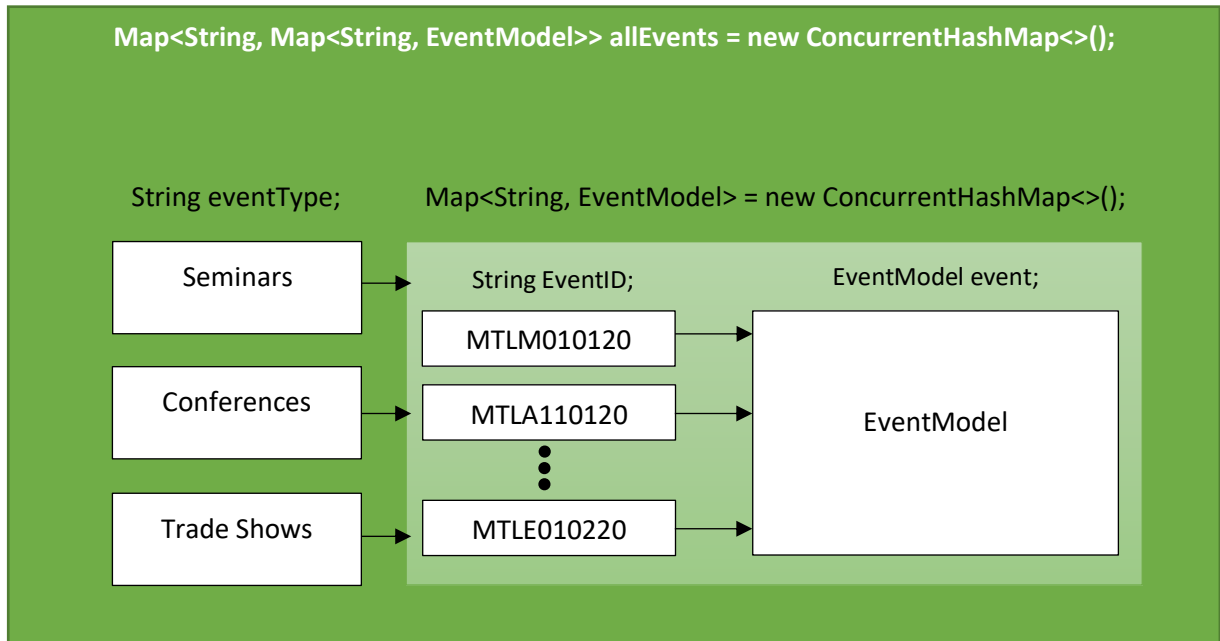 Map<String, Map<String, EventModel>> allEvents = new ConcurrentHashMap<>();
String eventType;
Map<String, EventModel> = new ConcurrentHashMap<>();
Seminars
String EventID;
EventModel event;
MTLM010120
Conferences
MTLA110120
EventModel
Trade Shows
MTLE010220